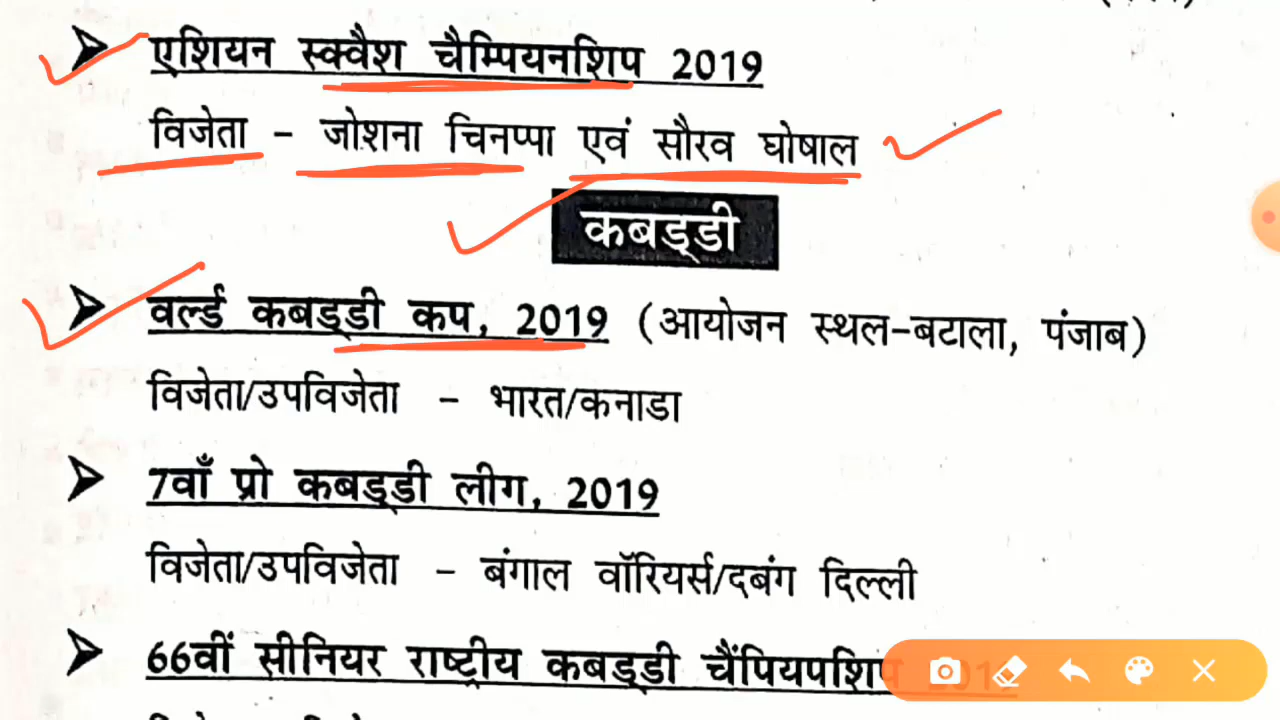 एशियन स्क्वैश चैम्पियनशिप 2019
विजेता - जोशना चिनप्पा एवं सौरव घोषाल
कबड्डी
वर्ल्ड कबड्डी कप, 2019 (आयोजन स्थल-बटाला, पंजाब)
विजेता/उपविजेता - भारत/कनाडा
7वाँ प्रो कबड्डी लीग, 2019
विजेता/उपविजेता - बंगाल वॉरियर्स/दबंग दिल्ली
66वीं सीनियर राष्ट्रीय कबड्डी चैंपियपशिप 2019